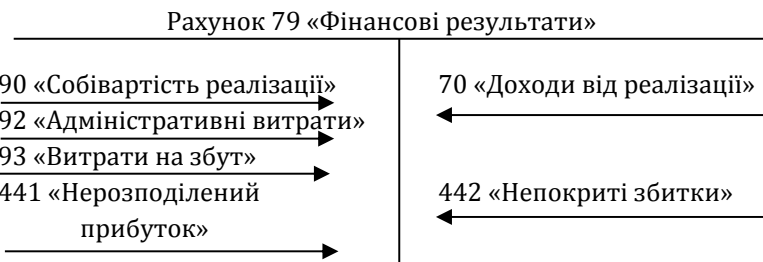 Рахунок 79 «Фінансові результати»
90 «Собівартість реалізації»
70 «Доходи від реалізації»
92 «Адміністративні витрати»
93 «Витрати на збут»
441 «Нерозподілений
прибуток»
442 «Непокриті збитки»